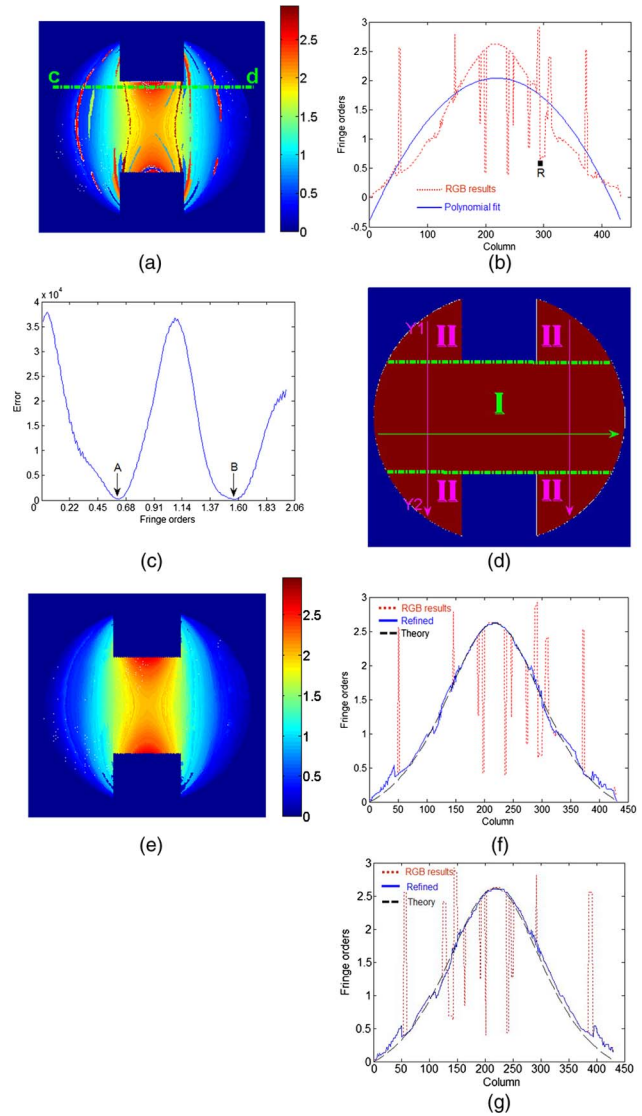 c
d
2.5
2
1.5
1
0.5
0
(a)
Fringe orders
3.5
3
2.5
2
1.5
1
0.5
0
-0.5
R
RGB results
Polynomial fit
0 100 200 300 400
Column
(b)
x 10⁴
Error
4
3.5
3
2.5
2
1.5
1
0.5
0
A
B
0.22 0.45 0.68 0.91 1.14 1.37 1.60 1.83 2.06
Fringe orders
(c)
Y1
II
II
I
II
II
Y2
(d)
2.5
2
1.5
1
0.5
0
(e)
Fringe orders
3
2.5
2
1.5
1
0.5
0
RGB results
Refined
Theory
0 50 100 150 200 250 300 350 400 450
Column
(f)
Fringe orders
3
2.5
2
1.5
1
0.5
0
RGB results
Refined
Theory
0 50 100 150 200 250 300 350 400 450
Column
(g)